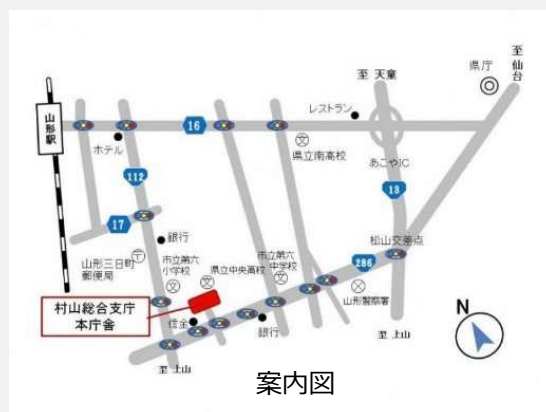 至 仙台
県庁
至 天童
レストラン
山形駅
16
ホテル
県立南高校
あこやIC
112
13
17
銀行
松山交差点
286
山形三日町
郵便局
市立第六
小学校
県立中央高校
市立第六
中学校
村山総合支庁
本庁舎
信金
銀行
山形警察署
N
至 上山
至 上山
案内図